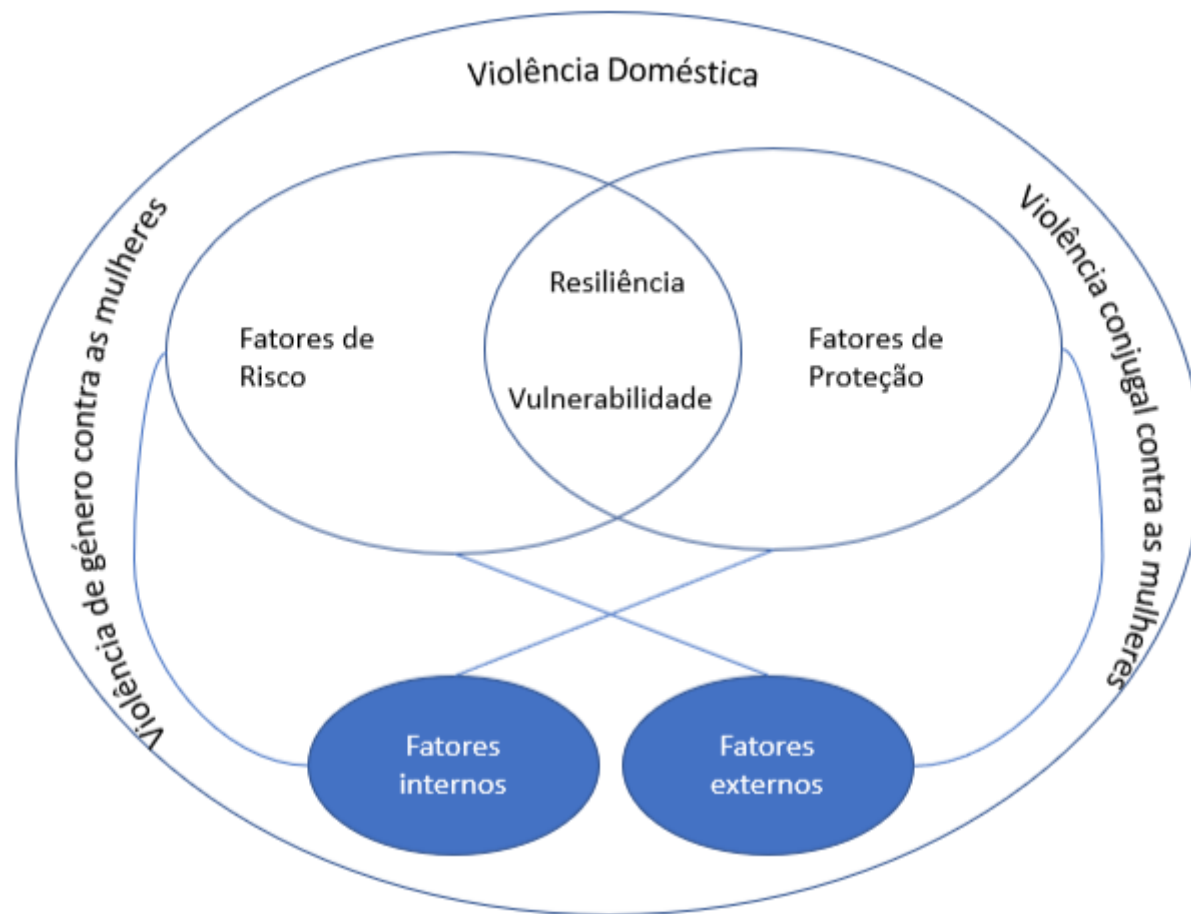 Violência Doméstica
Violência de género contra as mulheres
Violência conjugal contra as mulheres
Resiliência
Fatores de
Risco
Fatores de
Proteção
Vulnerabilidade
Fatores
internos
Fatores
externos